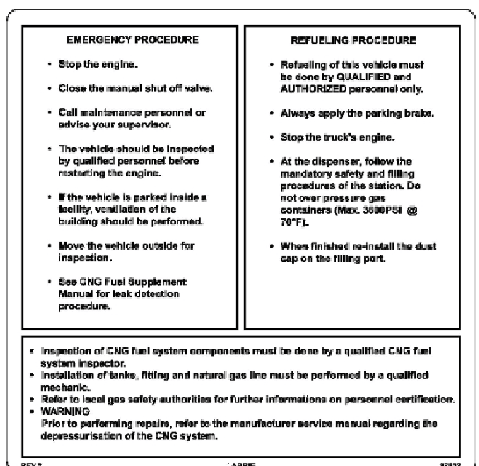 EMERGENCY PROCEDURE
• Stop the engine.
• Close the manual shut off valve.
• Call maintenance personnel or
advise your supervisor.
• The vehicle should be inspected
by qualified personnel before
restarting the engine.
• If the vehicle is parked inside a
facility, ventilation of the
building should be performed.
• Move the vehicle outside for
inspection.
• See CNG Fuel Supplement
Manual for leak detection
procedure.
REFUELING PROCEDURE
• Refueling of this vehicle must
be done by QUALIFIED and
AUTHORIZED personnel only.
• Always apply the parking brake.
• Stop the truck's engine.
• At the dispenser, follow the
mandatory safety and filling
procedures of the station. Do
not over pressure gas
containers (Max. 3600PSI @
70°F).
• When finished re-install the dust
cap on the filling port.
• Inspection of CNG fuel system components must be done by a qualified CNG fuel
system inspector.
• Installation of tanks, fitting and natural gas line must be performed by a qualified
mechanic.
• Refer to local gas safety authorities for further informations on personnel certification.
• WARNING
Prior to performing repairs, refer to the manufacturer service manual regarding the
depressurisation of the CNG system.